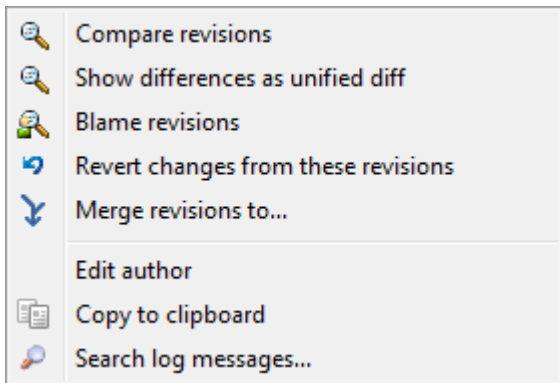 Compare revisions
Show differences as unified diff
Blame revisions
Revert changes from these revisions
Merge revisions to...
Edit author
Copy to clipboard
Search log messages...